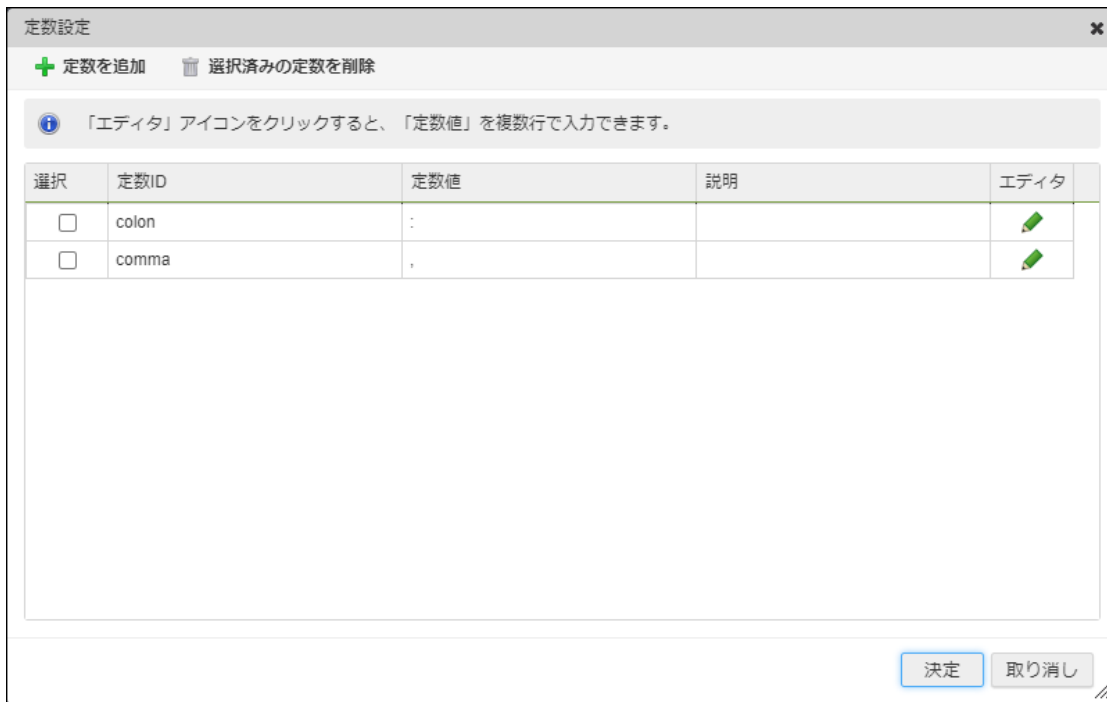 定数設定
定数を追加 選択済みの定数を削除
「エディタ」アイコンをクリックすると、「定数値」を複数行で入力できます。
選択 定数ID 定数値 説明 エディタ
colon :
comma ,
決定 取り消し